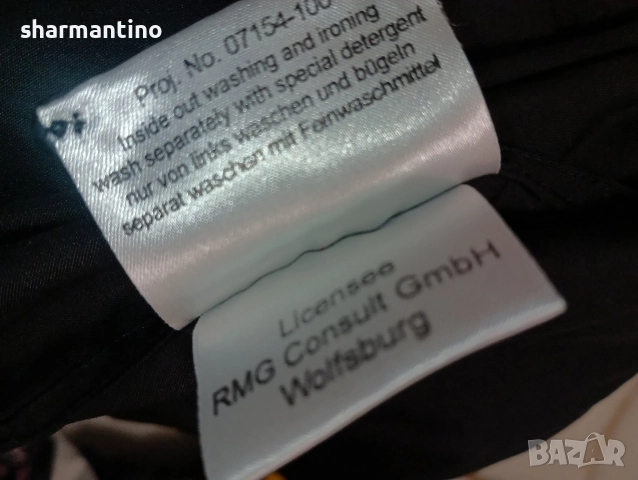 sharmantino
Proj. No. 07154-100
Inside out washing and ironing
wash separately with special detergent
nur von links waschen und bügeln
separat waschen mit Feinwaschmittel
Licensee
RMG Consult GmbH
Wolfsburg
BAZAR